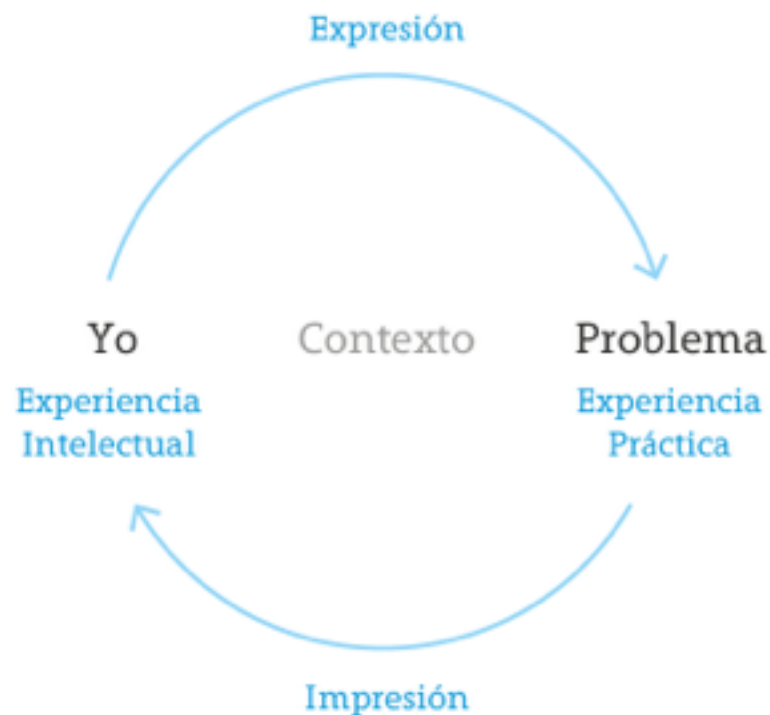 Expresión
Yo
Contexto
Problema
Experiencia
Intelectual
Experiencia
Práctica
Impresión